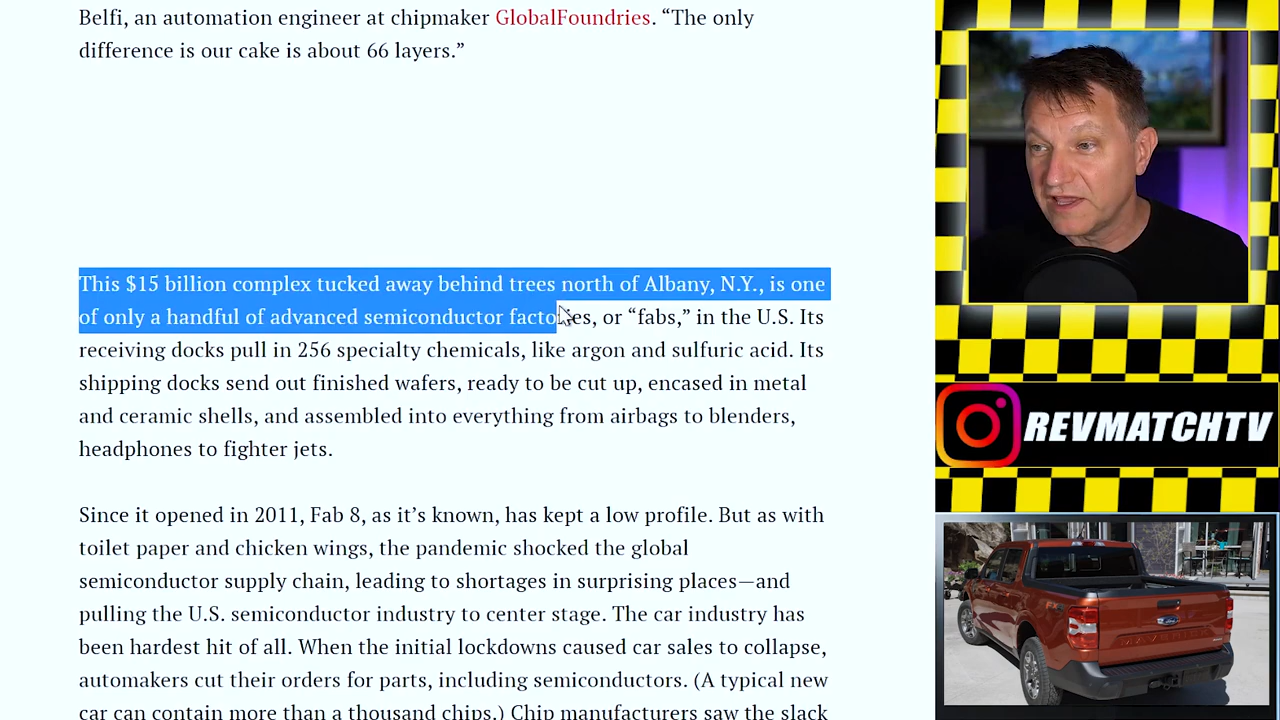 Belfi, an automation engineer at chipmaker GlobalFoundries. “The only
difference is our cake is about 66 layers.”
This $15 billion complex tucked away behind trees north of Albany, N.Y., is one
of only a handful of advanced semiconductor factories, or “fabs,” in the U.S. Its
receiving docks pull in 256 specialty chemicals, like argon and sulfuric acid. Its
shipping docks send out finished wafers, ready to be cut up, encased in metal
and ceramic shells, and assembled into everything from airbags to blenders,
headphones to fighter jets.
Since it opened in 2011, Fab 8, as it’s known, has kept a low profile. But as with
toilet paper and chicken wings, the pandemic shocked the global
semiconductor supply chain, leading to shortages in surprising places—and
pulling the U.S. semiconductor industry to center stage. The car industry has
been hardest hit of all. When the initial lockdowns caused car sales to collapse,
automakers cut their orders for parts, including semiconductors. (A typical new
car can contain more than a thousand chips.) Chip manufacturers saw the slack
REVMATCHTV
Ford